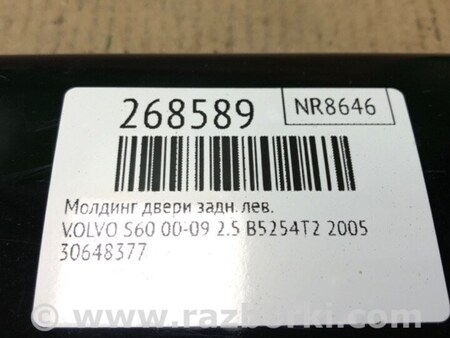 268589
NR8646
Молдинг двери задн.лев.
VOLVO S60 00-09 2.5 B5254T2 2005
30648377
© www.razborki.com